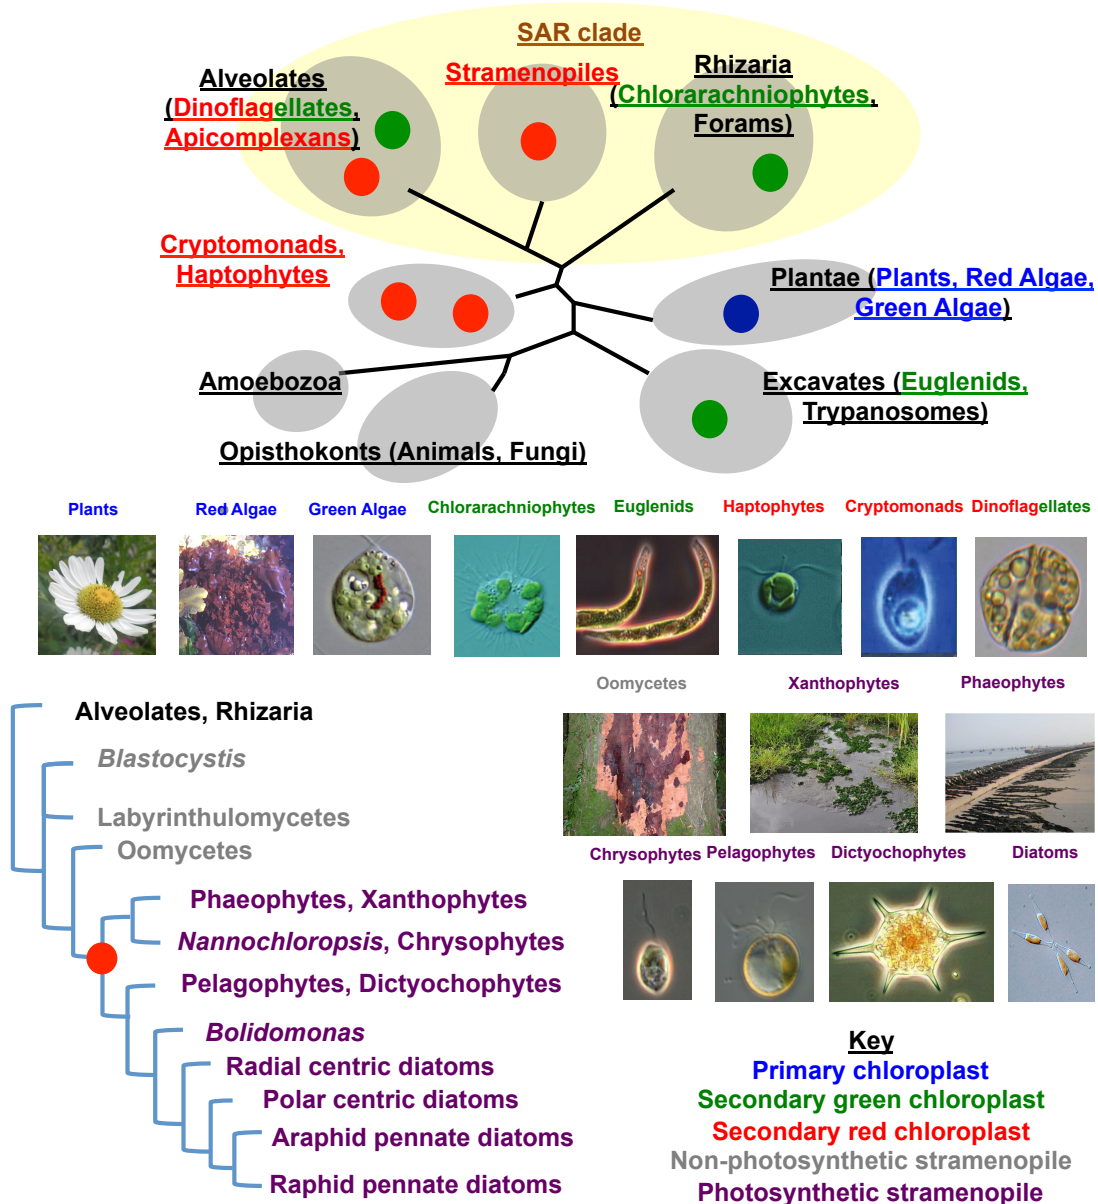 SAR clade
Alveolates
(Dinoflagellates,
Apicomplexans)
Stramenopiles
Rhizaria
(Chlorarachniophytes,
Forams)
Cryptomonads,
Haptophytes
Plantae (Plants, Red Algae,
Green Algae)
Amoebozoa
Excavates (Euglenids,
Trypanosomes)
Opisthokonts (Animals, Fungi)
Plants
Red Algae
Green Algae
Chlorarachniophytes
Euglenids
Haptophytes
Cryptomonads
Dinoflagellates
Oomycetes
Xanthophytes
Phaeophytes
Chrysophytes
Pelagophytes
Dictyochophytes
Diatoms
Alveolates, Rhizaria
Blastocystis
Labyrinthulomycetes
Oomycetes
Phaeophytes, Xanthophytes
Nannochloropsis, Chrysophytes
Pelagophytes, Dictyochophytes
Bolidomonas
Radial centric diatoms
Polar centric diatoms
Araphid pennate diatoms
Raphid pennate diatoms
Key
Primary chloroplast
Secondary green chloroplast
Secondary red chloroplast
Non-photosynthetic stramenopile
Photosynthetic stramenopile